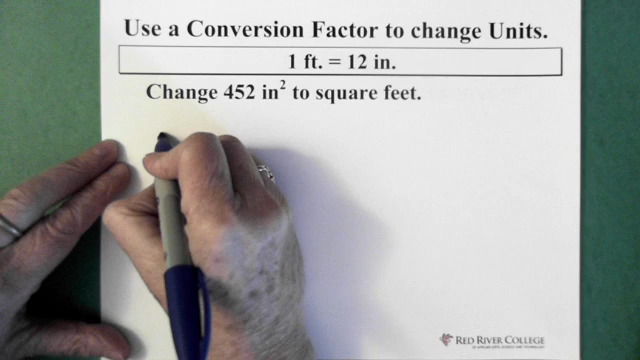 Use a Conversion Factor to change Units.
1 ft. = 12 in.
Change 452 in² to square feet.
RED RIVER COLLEGE